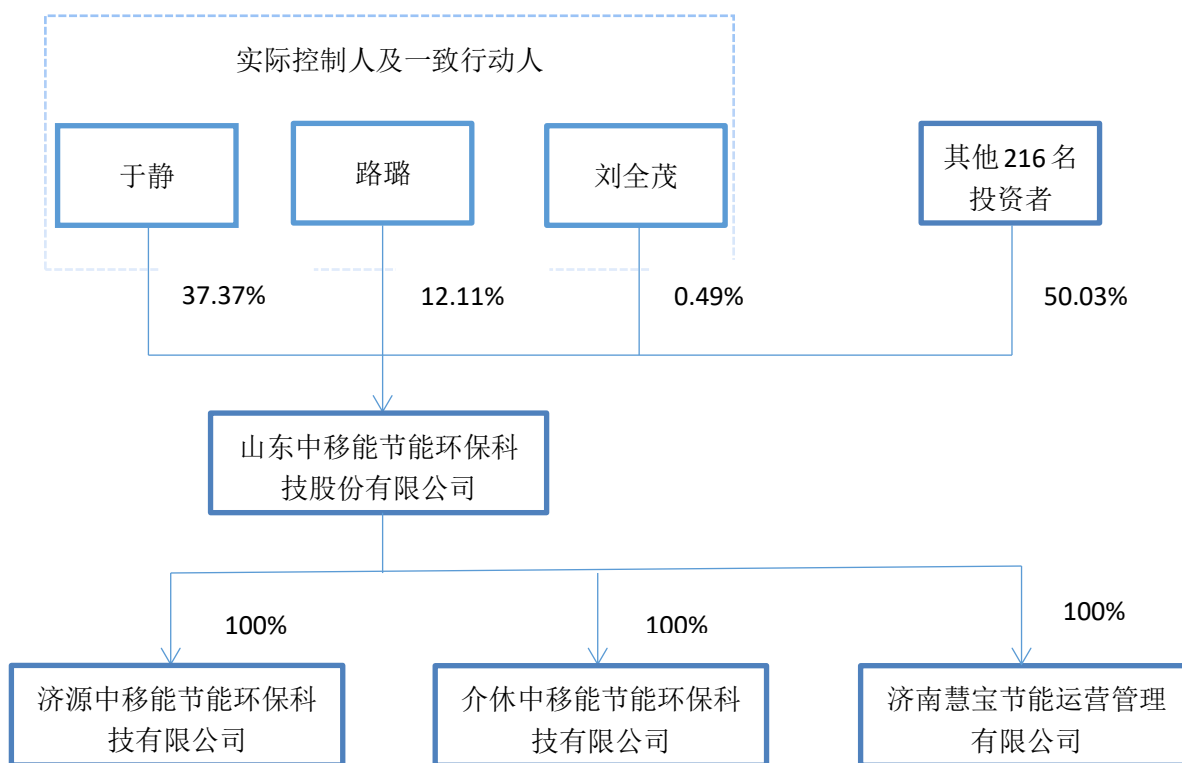 实际控制人及一致行动人
于静
路璐
刘全茂
其他 216 名
投资者
37.37%
12.11%
0.49%
50.03%
山东中移能节能环保科
技股份有限公司
100%
100%
100%
济源中移能节能环保科
技有限公司
介休中移能节能环保科
技有限公司
济南慧宝节能运营管理
有限公司